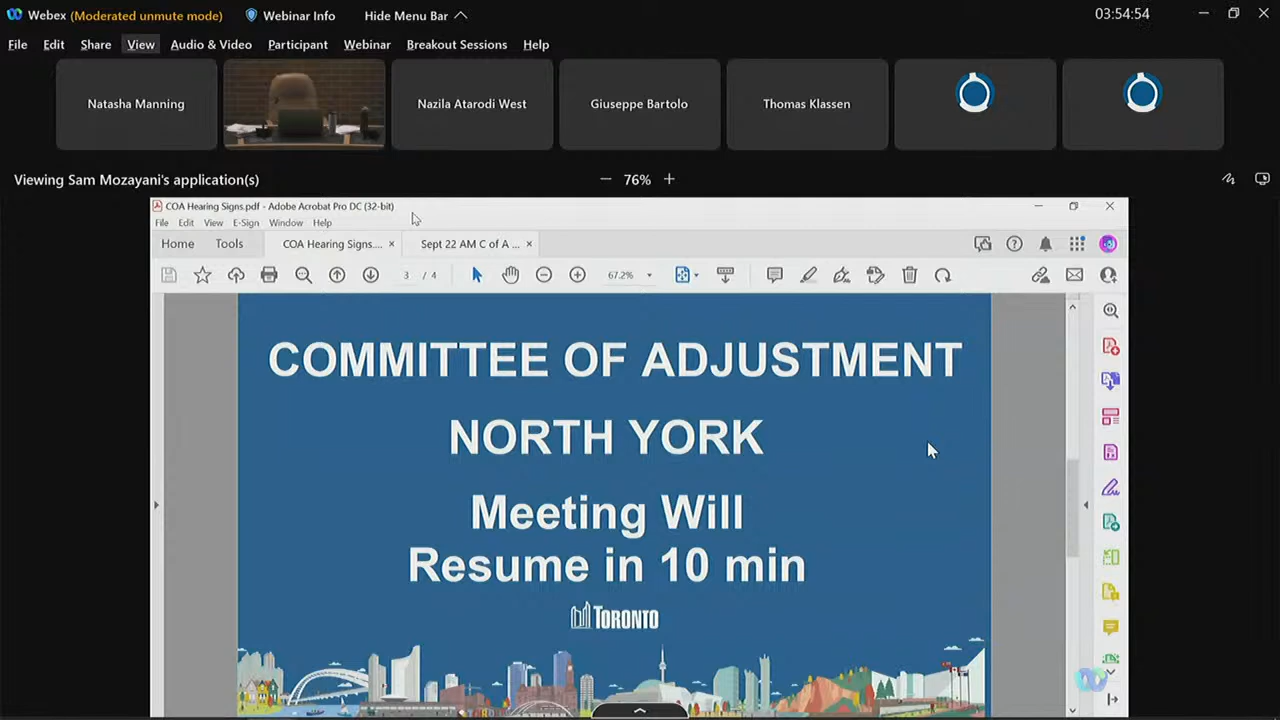 Webex (Moderated unmute mode) Webinar Info Hide Menu Bar 03:54:54
File Edit Share View Audio & Video Participant Webinar Breakout Sessions Help
Natasha Manning Nazila Atarodi West Giuseppe Bartolo Thomas Klassen
Viewing Sam Mozayani's application(s) 76%
COA Hearing Signs.pdf - Adobe Acrobat Pro DC (32-bit)
File Edit View E-Sign Window Help
Home Tools COA Hearing Signs.... × Sept 22 AM C of A ... ×
3 / 4 67.2%
COMMITTEE OF ADJUSTMENT
NORTH YORK
Meeting Will
Resume in 10 min
TORONTO